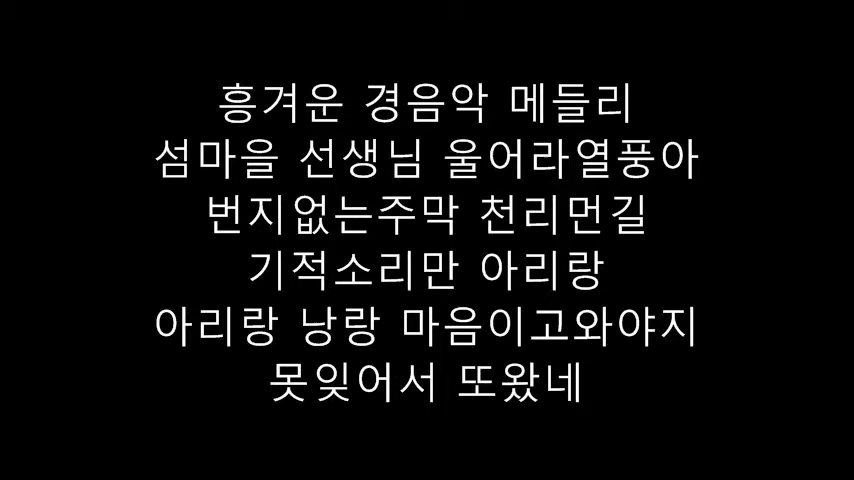 흥겨운 경음악 메들리
섬마을 선생님 울어라열풍아
번지없는주막 천리먼길
기적소리만 아리랑
아리랑 낭랑 마음이고와야지
못잊어서 또왔네